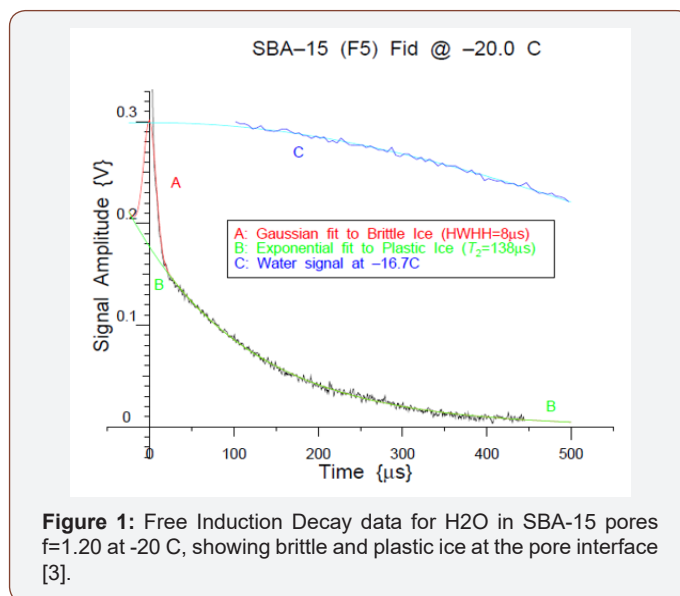 SBA–15 (F5) Fid @ –20.0 C
Signal Amplitude {V}
0.3
0.2
0.1
0
A
C
B
B
A: Gaussian fit to Brittle Ice (HWHH=8μs)
B: Exponential fit to Plastic Ice (T₂=138μs)
C: Water signal at –16.7C
0
100
200
300
400
500
Time {μs}
Figure 1: Free Induction Decay data for H2O in SBA-15 pores
f=1.20 at -20 C, showing brittle and plastic ice at the pore interface
[3].